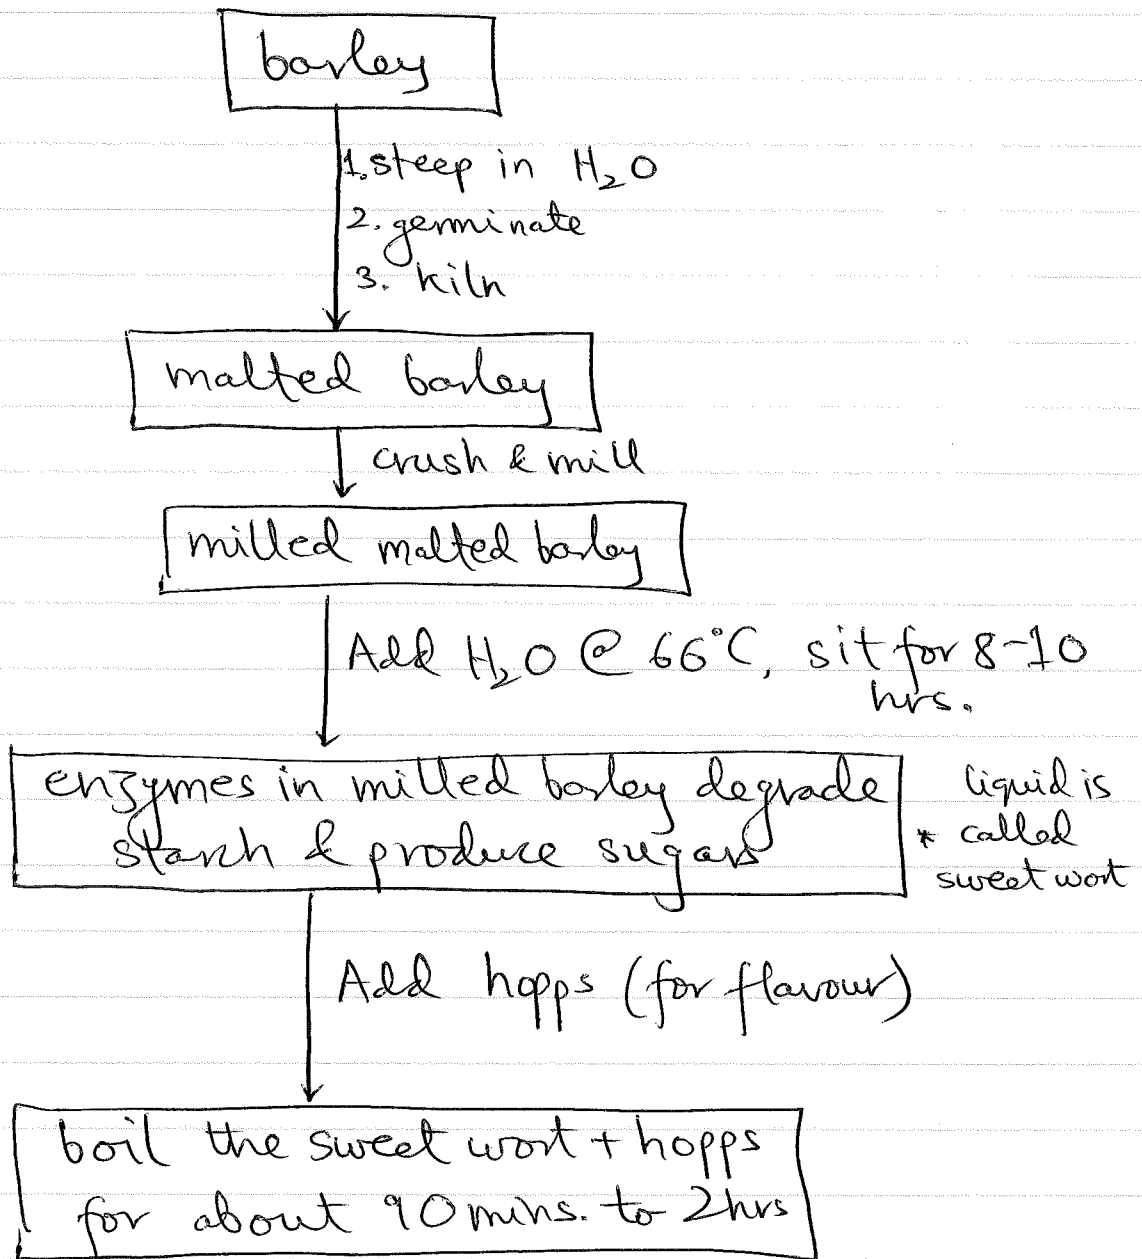 barley
1. steep in H₂O
2. germinate
3. kiln
malted barley
crush & mill
milled malted barley
Add H₂O @ 66°C, sit for 8-10
hrs.
enzymes in milled barley degrade
starch & produce sugars
liquid is
* called
sweet wort
Add hopps (for flavour)
boil the sweet wort + hopps
for about 90 mins. to 2 hrs